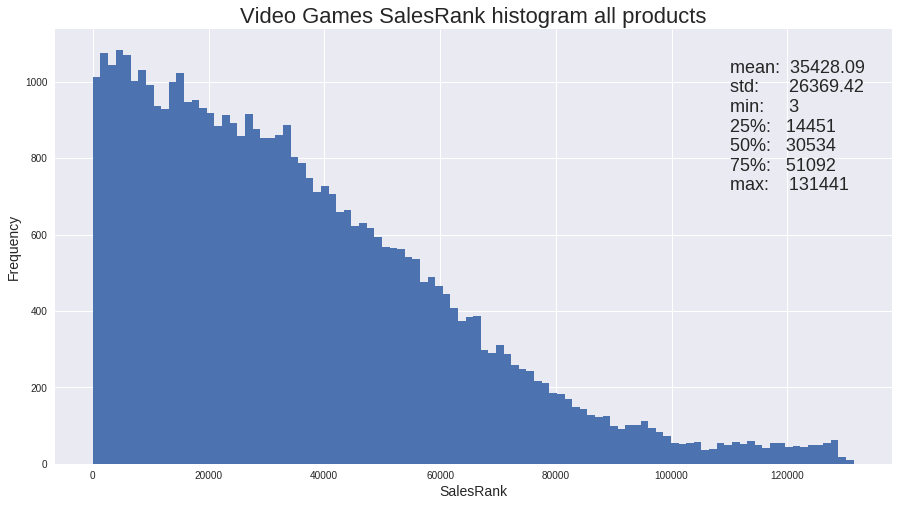 Video Games SalesRank histogram all products
mean: 35428.09
std: 26369.42
min: 3
25%: 14451
50%: 30534
75%: 51092
max: 131441
Frequency
1000
800
600
400
200
0
0 20000 40000 60000 80000 100000 120000
SalesRank